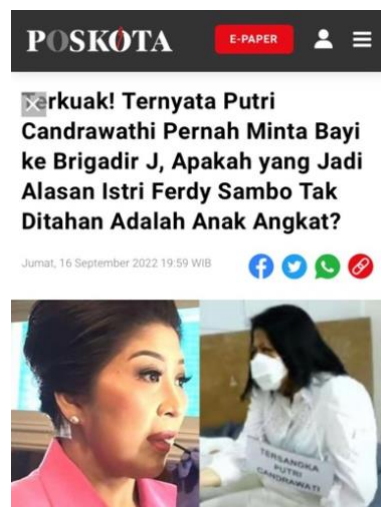 POSKOTA
E-PAPER
Terkuak! Ternyata Putri
Candrawathi Pernah Minta Bayi
ke Brigadir J, Apakah yang Jadi
Alasan Istri Ferdy Sambo Tak
Ditahan Adalah Anak Angkat?
Jumat, 16 September 2022 19:59 WIB
TERSANGKA
PUTRI
CANDRAWATI